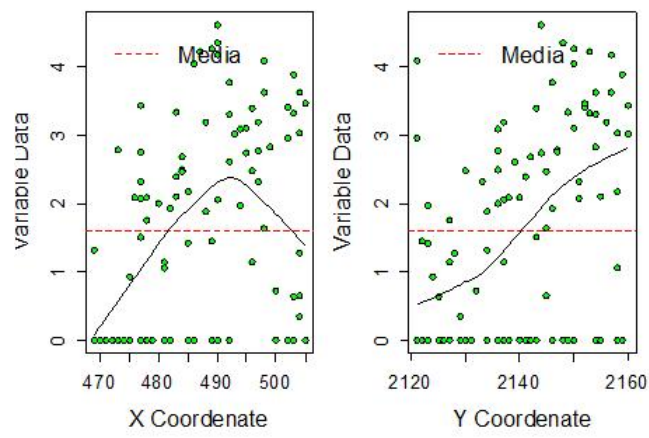 Variable Data
0 1 2 3 4
Media
470 480 490 500
X Coordenate
Variable Data
0 1 2 3 4
Media
2120 2140 2160
Y Coordenate